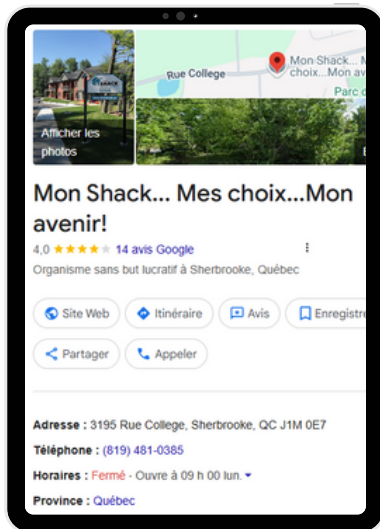 Rue College
Mon Shack... M
choix...Mon av
Parc d
SHACK
Afficher les
photos
Mon Shack... Mes choix...Mon
avenir!
4,0 14 avis Google
Organisme sans but lucratif à Sherbrooke, Québec
Site Web Itinéraire Avis Enregistre
Partager Appeler
Adresse : 3195 Rue College, Sherbrooke, QC J1M 0E7
Téléphone : (819) 481-0385
Horaires : Fermé - Ouvre à 09 h 00 lun.
Province : Québec